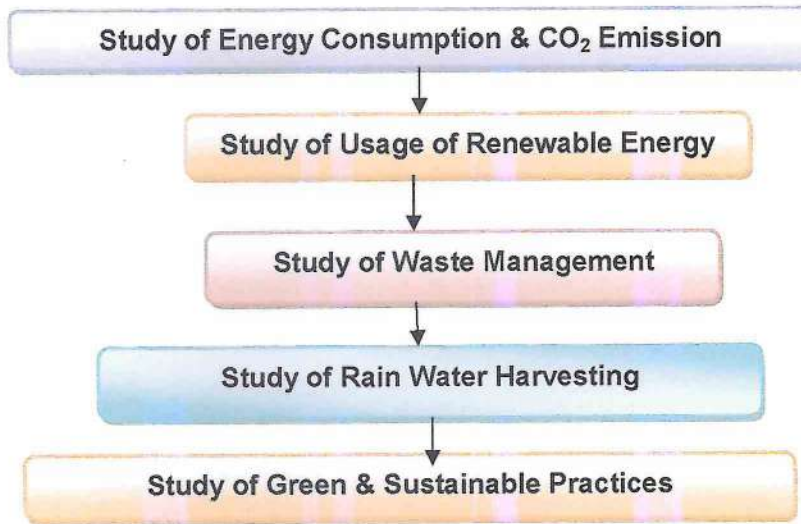 Study of Energy Consumption & CO₂ Emission
Study of Usage of Renewable Energy
Study of Waste Management
Study of Rain Water Harvesting
Study of Green & Sustainable Practices